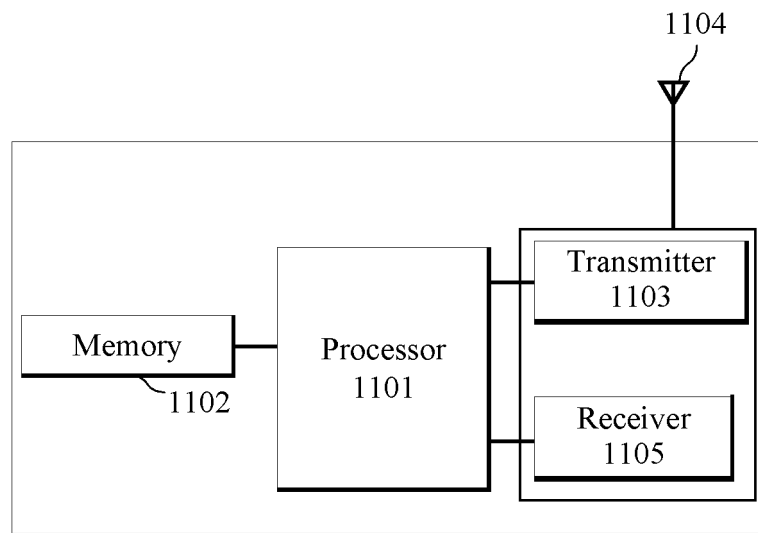 1104
Transmitter
1103
Memory
1102
Processor
1101
Receiver
1105